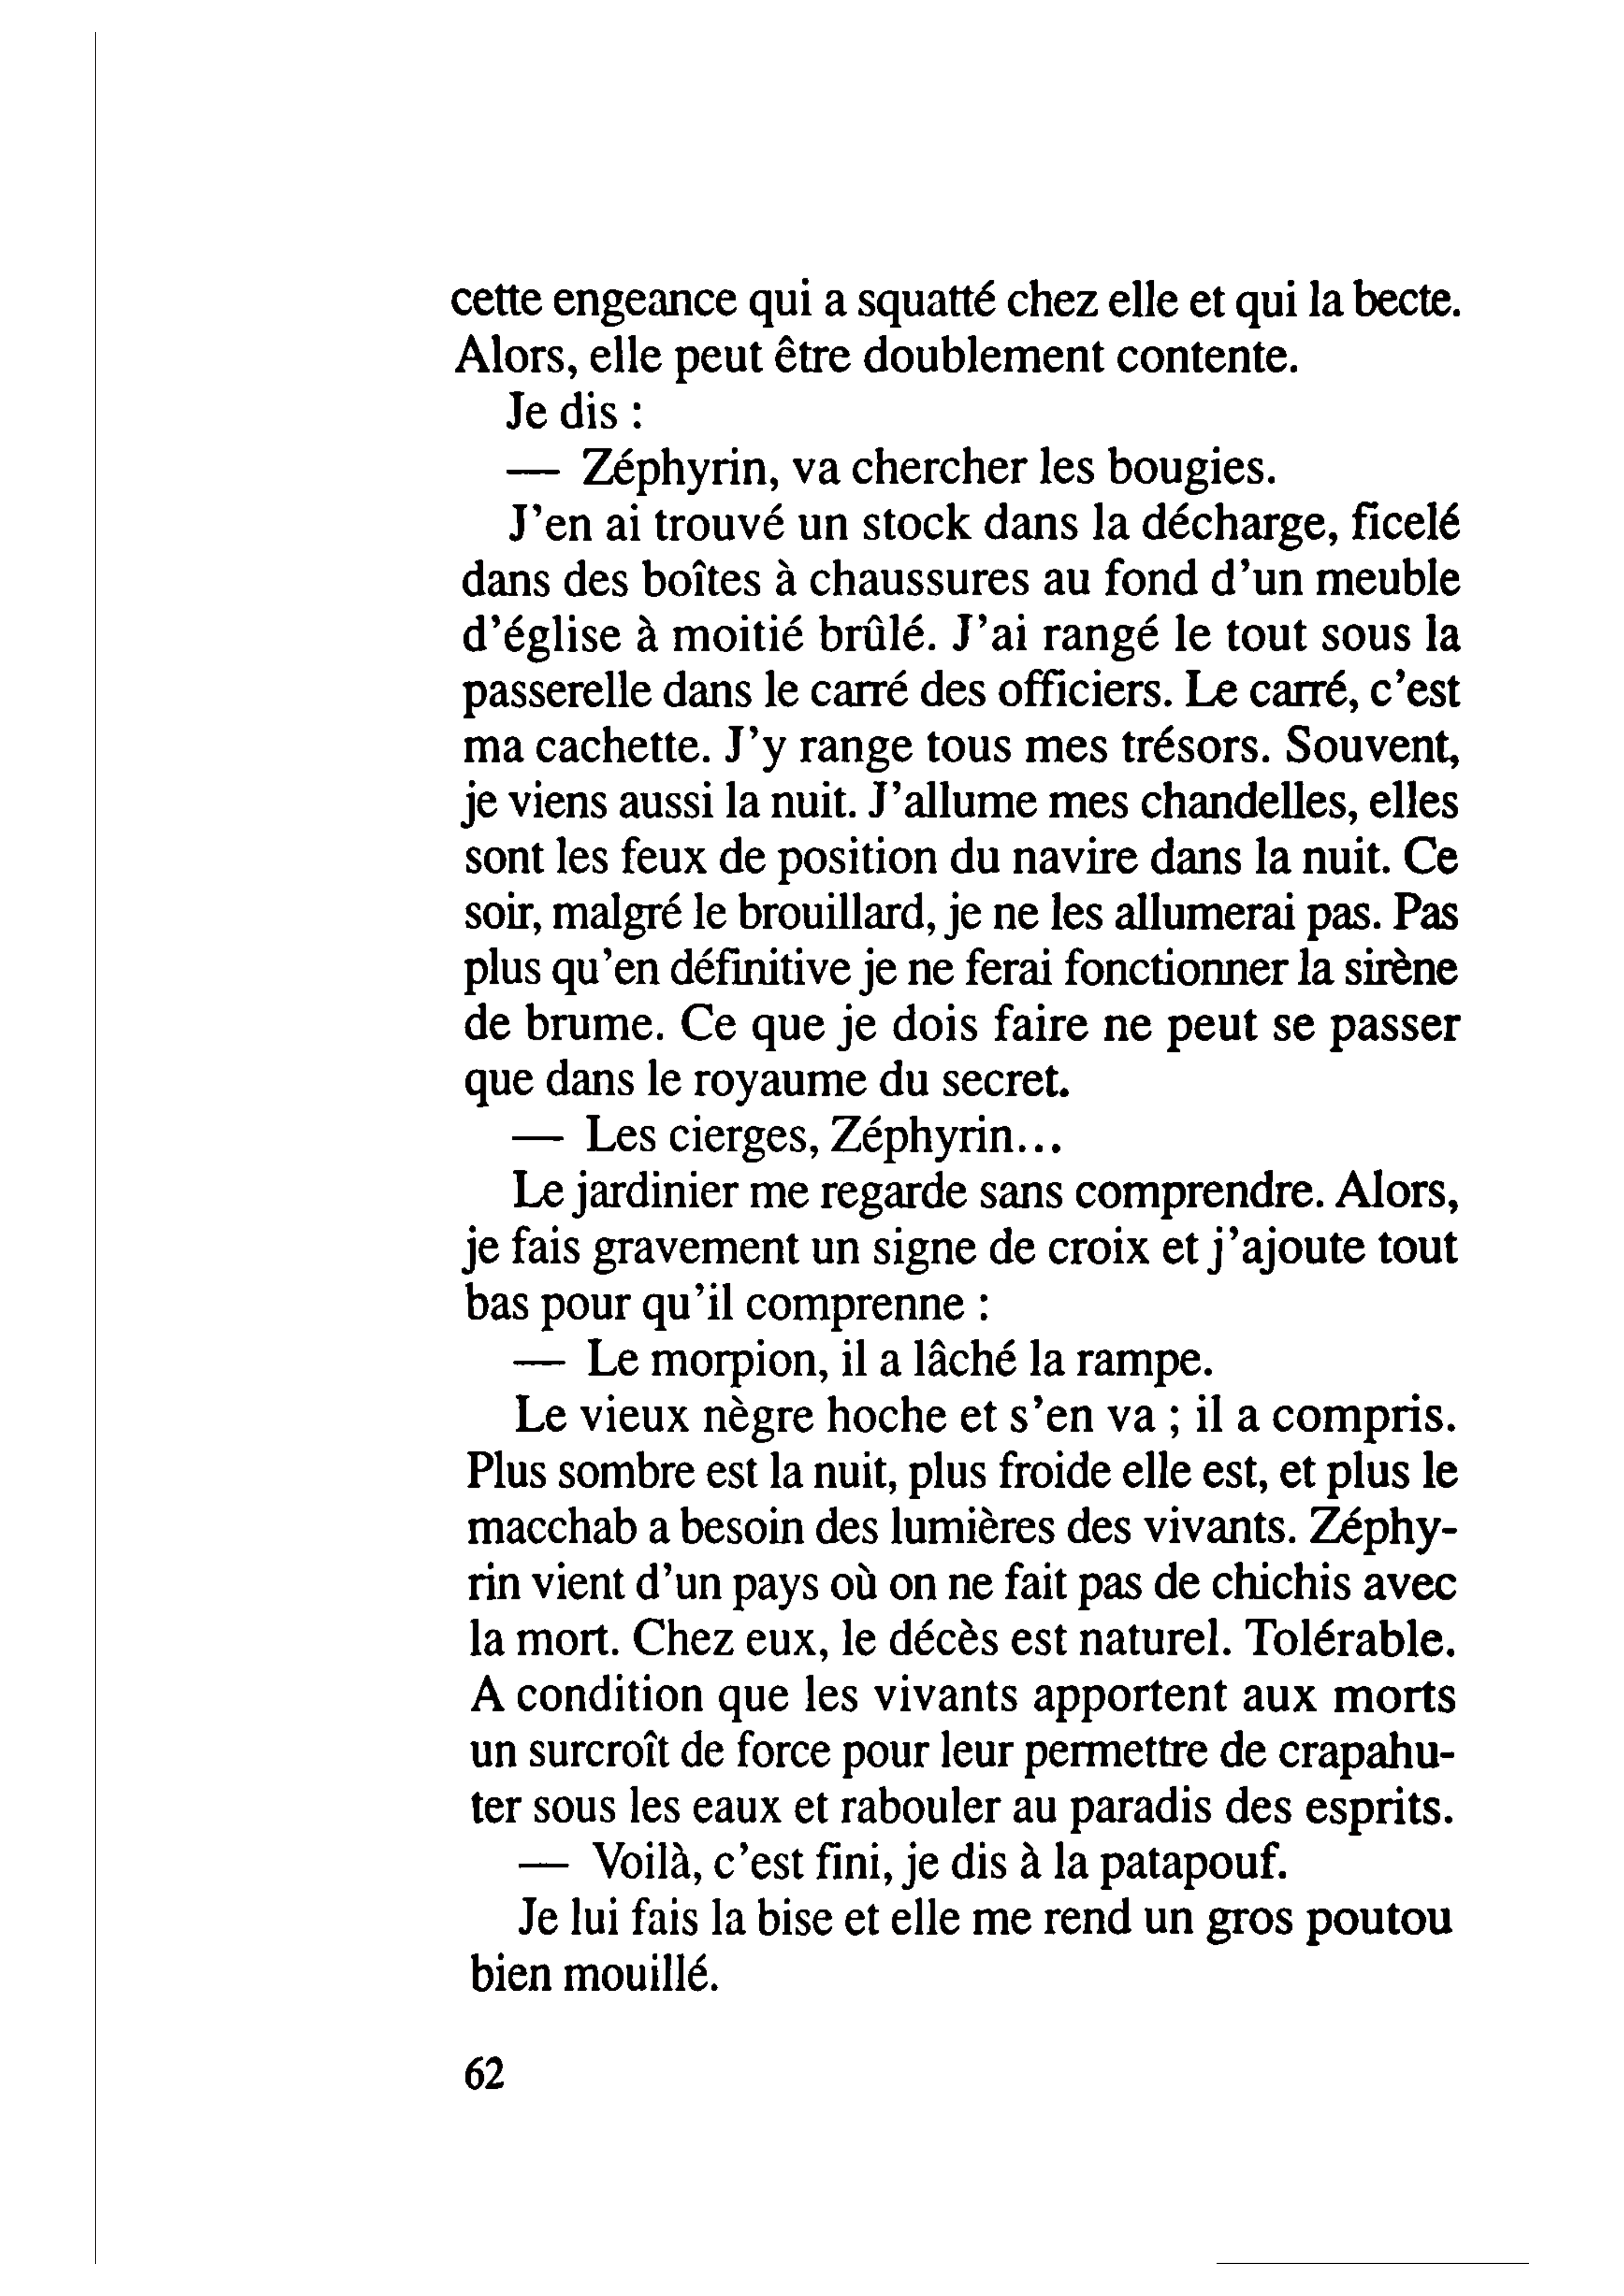 cette engeance qui a squatté chez elle et qui la becte.
Alors, elle peut être doublement contente.
Je dis :
— Zéphyrin, va chercher les bougies.
J'en ai trouvé un stock dans la décharge, ficelé
dans des boîtes à chaussures au fond d'un meuble
d'église à moitié brûlé. J'ai rangé le tout sous la
passerelle dans le carré des officiers. Le carré, c'est
ma cachette. J'y range tous mes trésors. Souvent,
je viens aussi la nuit. J'allume mes chandelles, elles
sont les feux de position du navire dans la nuit. Ce
soir, malgré le brouillard, je ne les allumerai pas. Pas
plus qu'en définitive je ne ferai fonctionner la sirène
de brume. Ce que je dois faire ne peut se passer
que dans le royaume du secret.
— Les cierges, Zéphyrin...
Le jardinier me regarde sans comprendre. Alors,
je fais gravement un signe de croix et j'ajoute tout
bas pour qu'il comprenne :
— Le morpion, il a lâché la rampe.
Le vieux nègre hoche et s'en va ; il a compris.
Plus sombre est la nuit, plus froide elle est, et plus le
macchab a besoin des lumières des vivants. Zéphy-
rin vient d'un pays où on ne fait pas de chichis avec
la mort. Chez eux, le décès est naturel. Tolérable.
A condition que les vivants apportent aux morts
un surcroît de force pour leur permettre de crapahu-
ter sous les eaux et rabouler au paradis des esprits.
— Voilà, c'est fini, je dis à la patapouf.
Je lui fais la bise et elle me rend un gros poutou
bien mouillé.
62